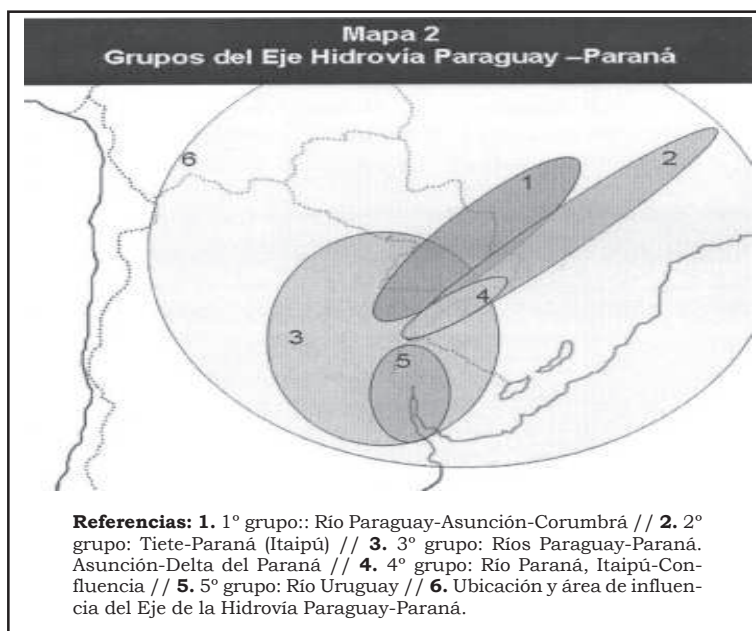 Mapa 2
Grupos del Eje Hidrovía Paraguay –Paraná
6
2
1
4
3
5
Referencias: 1. 1º grupo:: Río Paraguay-Asunción-Corumbrá // 2. 2º
grupo: Tiete-Paraná (Itaipú) // 3. 3º grupo: Ríos Paraguay-Paraná.
Asunción-Delta del Paraná // 4. 4º grupo: Río Paraná, Itaipú-Con-
fluencia // 5. 5º grupo: Río Uruguay // 6. Ubicación y área de influen-
cia del Eje de la Hidrovía Paraguay-Paraná.